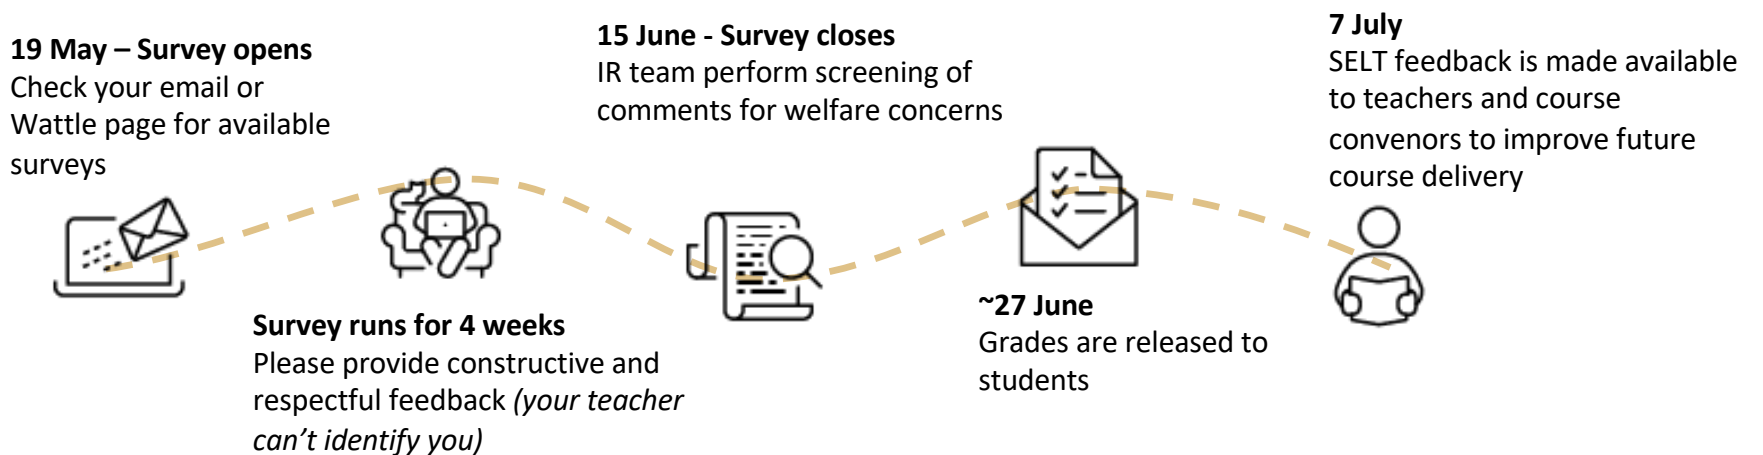 19 May – Survey opens
Check your email or
Wattle page for available
surveys
Survey runs for 4 weeks
Please provide constructive and
respectful feedback (your teacher
can't identify you)
15 June - Survey closes
IR team perform screening of
comments for welfare concerns
~27 June
Grades are released to
students
7 July
SELT feedback is made available
to teachers and course
convenors to improve future
course delivery